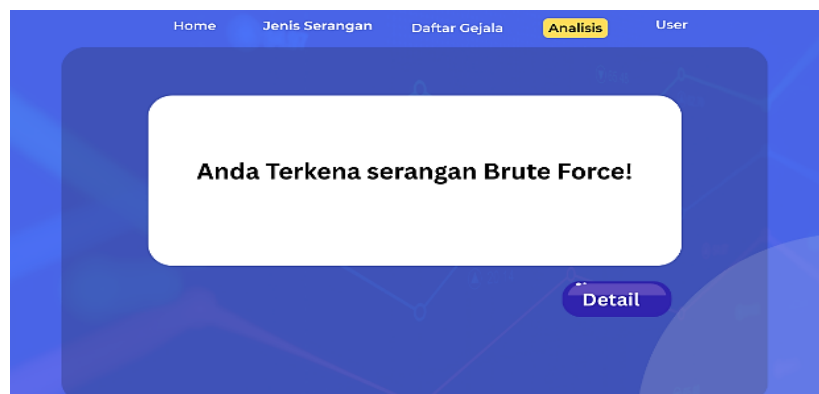 Home Jenis Serangan Daftar Gejala Analisis User
Anda Terkena serangan Brute Force!
Detail